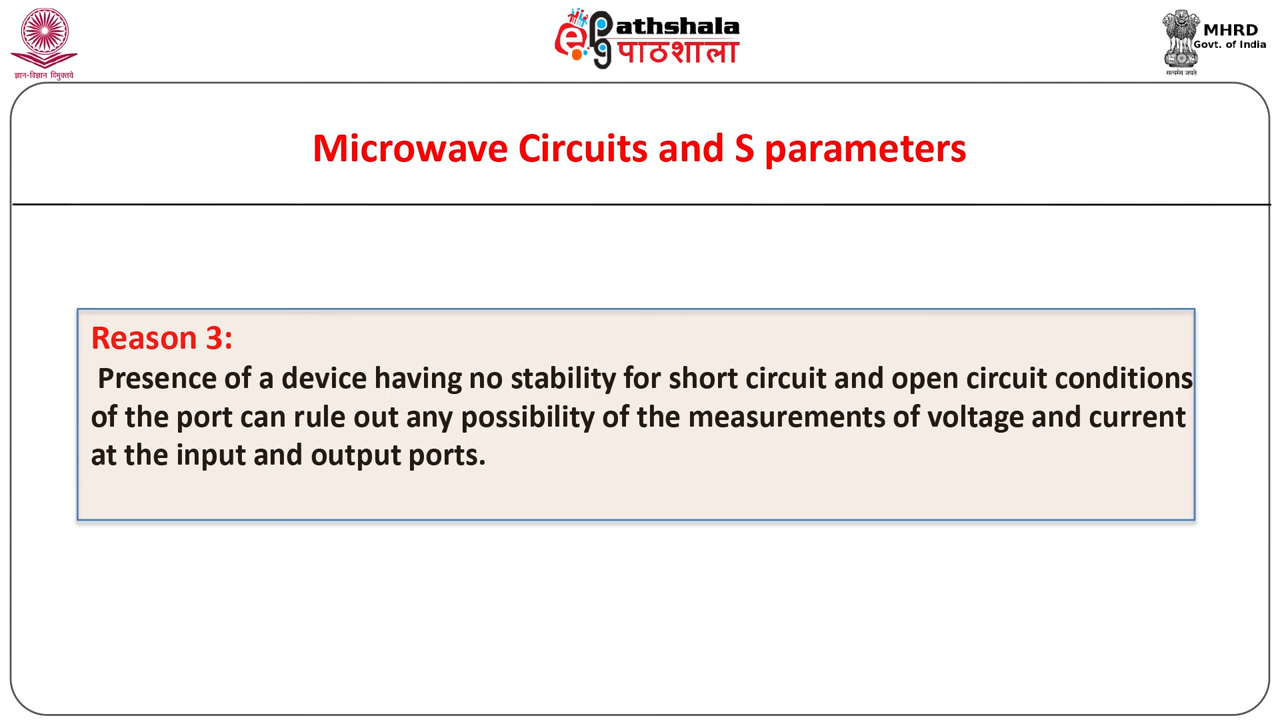 ज्ञान-विज्ञान विमुक्तये
ePGathshala
पाठशाला
MHRD
Govt. of India
सत्यमेव जयते
Microwave Circuits and S parameters
Reason 3:
Presence of a device having no stability for short circuit and open circuit conditions
of the port can rule out any possibility of the measurements of voltage and current
at the input and output ports.